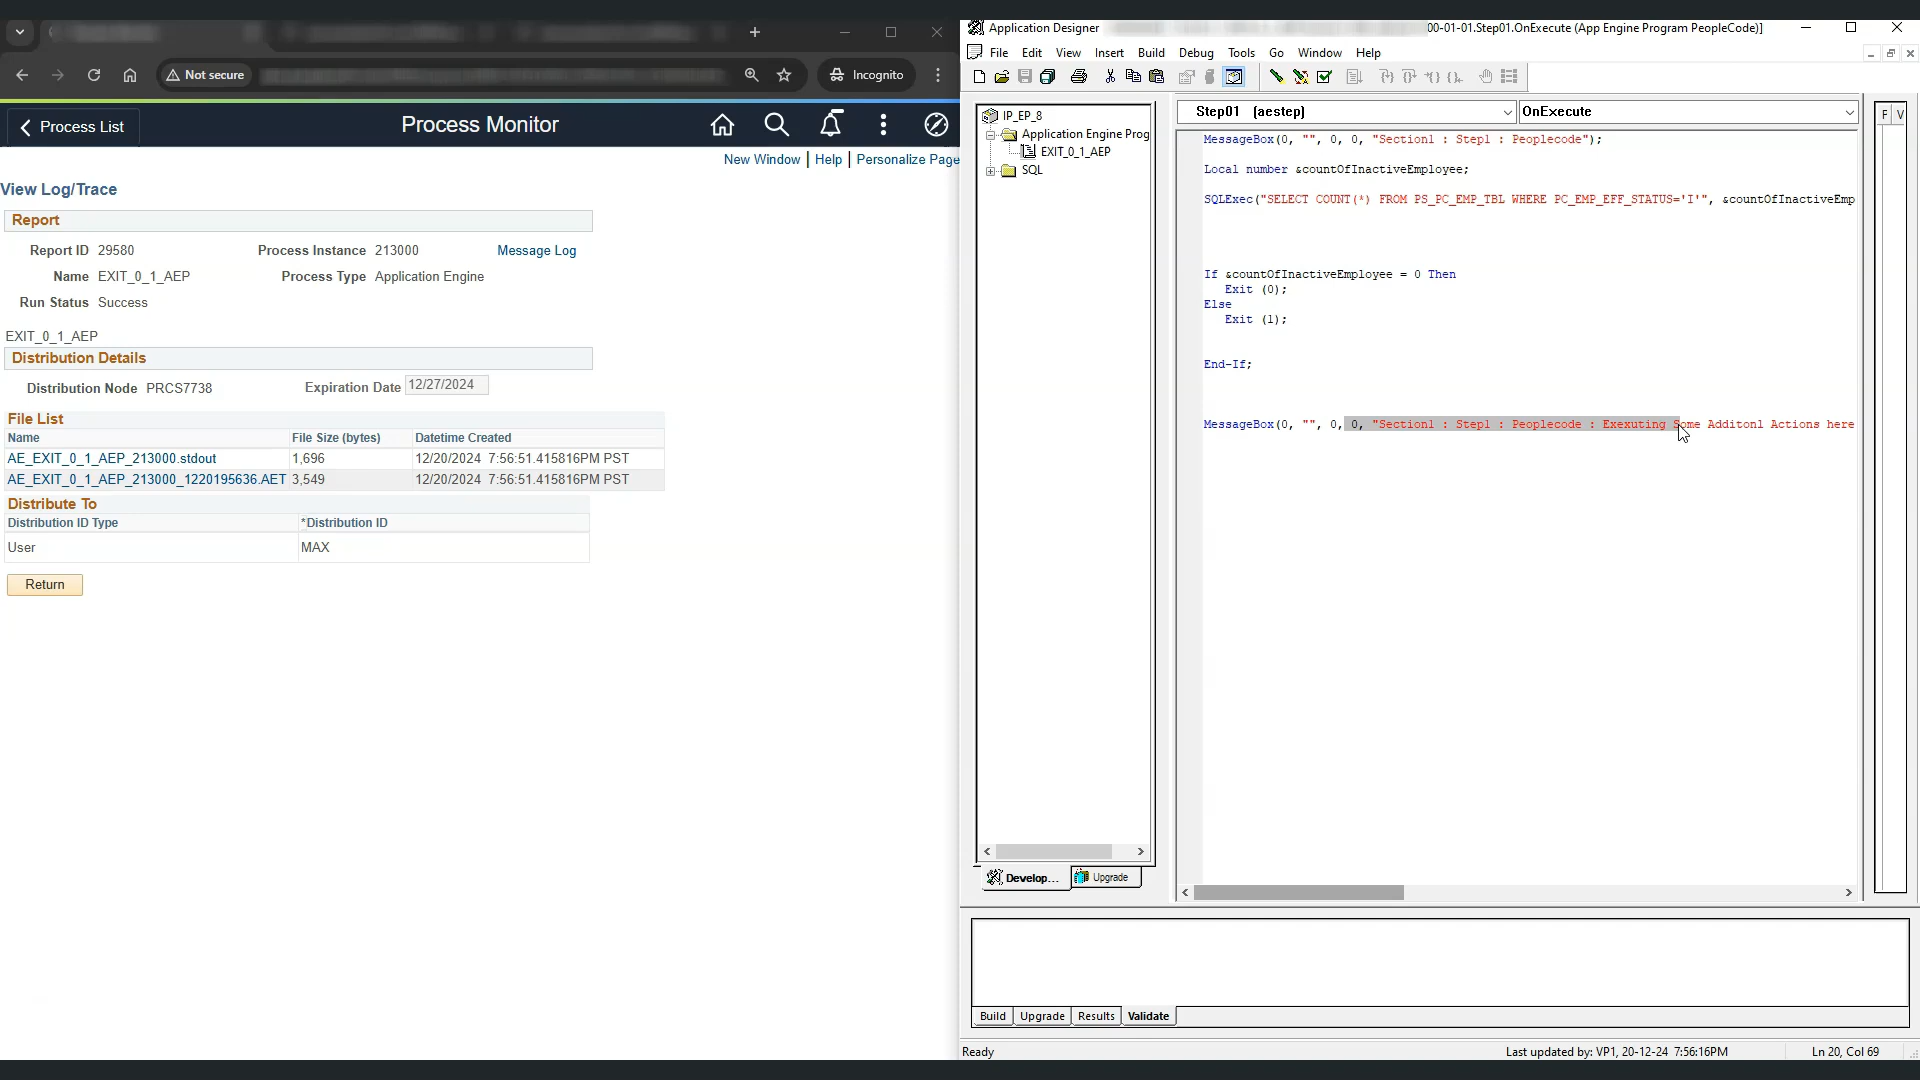 Not secure
Incognito
Process List
Process Monitor
New Window
Help
Personalize Page
View Log/Trace
Report
Report ID 29580
Process Instance 213000
Message Log
Name EXIT_0_1_AEP
Process Type Application Engine
Run Status Success
EXIT_0_1_AEP
Distribution Details
Distribution Node PRCS7738
Expiration Date 12/27/2024
File List
Name File Size (bytes) Datetime Created
AE_EXIT_0_1_AEP_213000.stdout 1,696 12/20/2024 7:56:51.415816PM PST
AE_EXIT_0_1_AEP_213000_1220195636.AET 3,549 12/20/2024 7:56:51.415816PM PST
Distribute To
Distribution ID Type *Distribution ID
User MAX
Return
Application Designer
00-01-01.Step01.OnExecute (App Engine Program PeopleCode)]
File Edit View Insert Build Debug Tools Go Window Help
IP_EP_8
Application Engine Prog
EXIT_0_1_AEP
SQL
Develop...
Upgrade
Step01 (aestep)
OnExecute
F V
MessageBox(0, "", 0, 0, "Section1 : Step1 : Peoplecode");
Local number &countOfInactiveEmployee;
SQLExec("SELECT COUNT(*) FROM PS_PC_EMP_TBL WHERE PC_EMP_EFF_STATUS='I'", &countOfInactiveEmp
If &countOfInactiveEmployee = 0 Then
Exit (0);
Else
Exit (1);
End-If;
MessageBox(0, "", 0, 0, "Section1 : Step1 : Peoplecode : Exexuting Some Additonl Actions here
Build Upgrade Results Validate
Ready
Last updated by: VP1, 20-12-24 7:56:16PM
Ln 20, Col 69